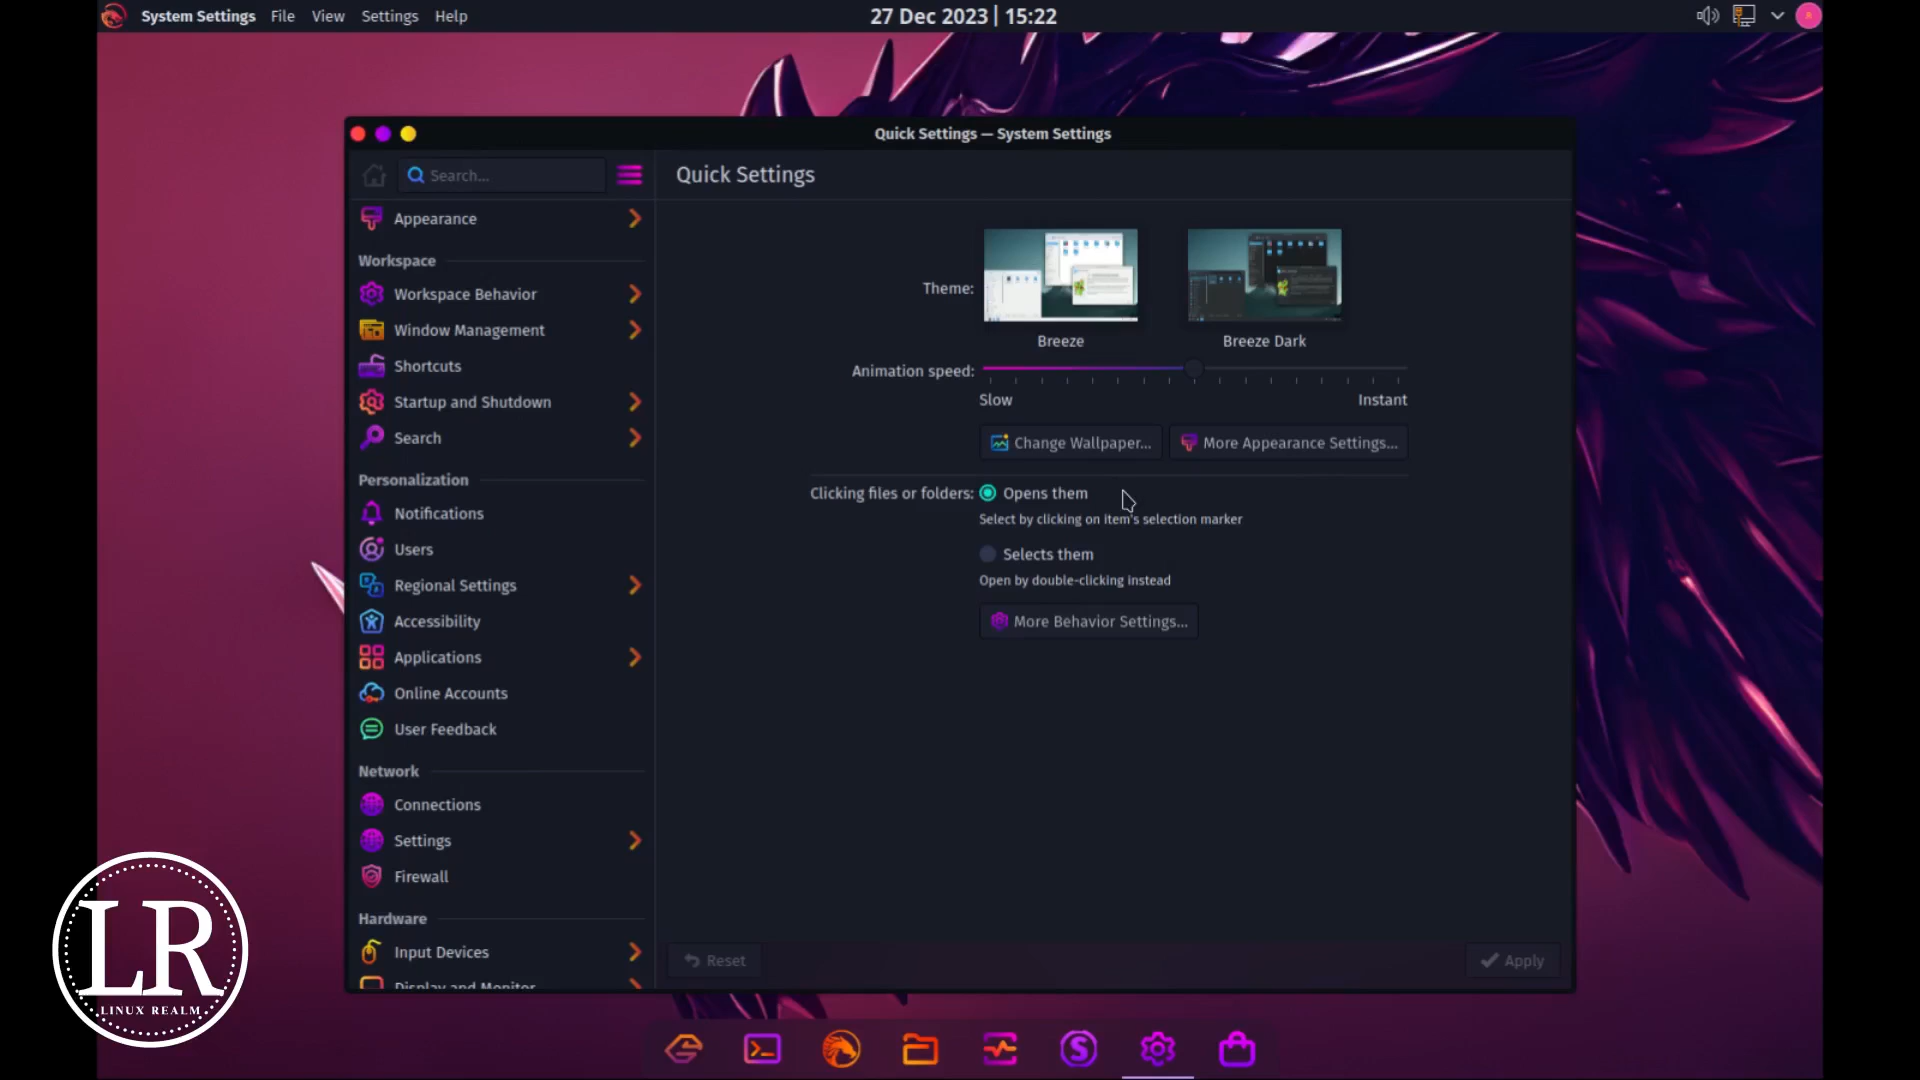 System Settings File View Settings Help 27 Dec 2023 | 15:22
Quick Settings — System Settings
Search...
Quick Settings
Appearance
Workspace
Workspace Behavior
Window Management
Shortcuts
Startup and Shutdown
Search
Personalization
Notifications
Users
Regional Settings
Accessibility
Applications
Online Accounts
User Feedback
Network
Connections
Settings
Firewall
Hardware
Input Devices
Display and Monitor
Theme:
Breeze Breeze Dark
Animation speed:
Slow Instant
Change Wallpaper... More Appearance Settings...
Clicking files or folders: Opens them
Select by clicking on item's selection marker
Selects them
Open by double-clicking instead
More Behavior Settings...
Reset Apply
LR
LINUX REALM